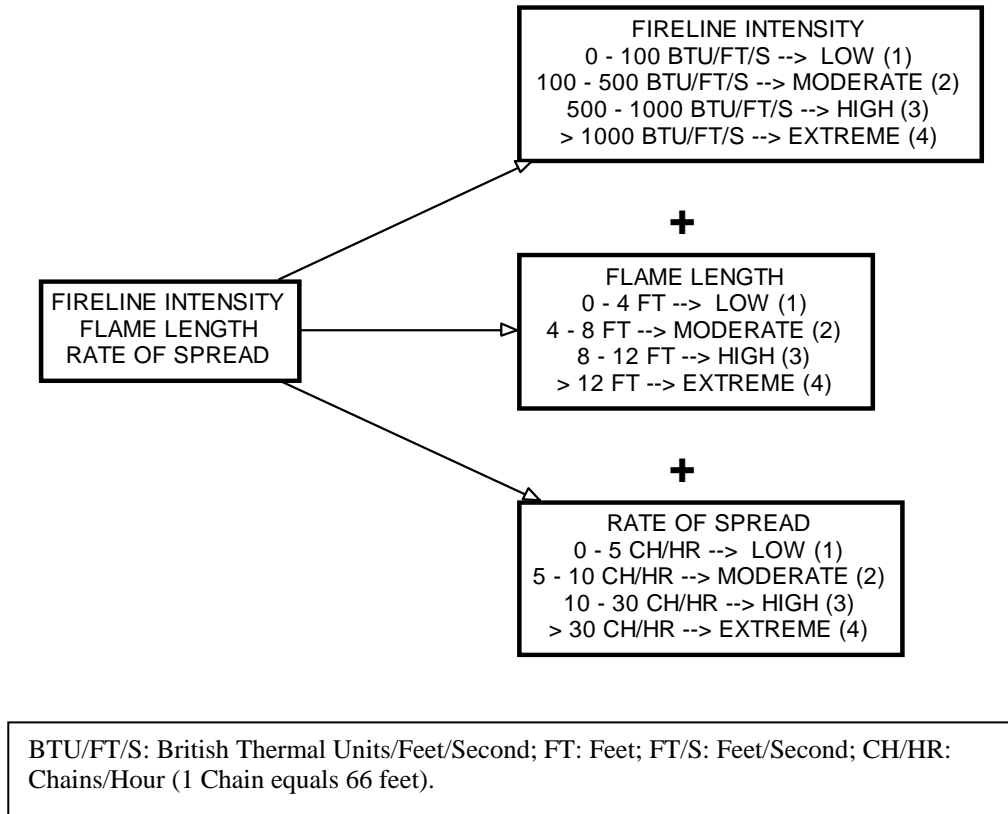 FIRELINE INTENSITY
0 - 100 BTU/FT/S --> LOW (1)
100 - 500 BTU/FT/S --> MODERATE (2)
500 - 1000 BTU/FT/S --> HIGH (3)
> 1000 BTU/FT/S --> EXTREME (4)
+
FIRELINE INTENSITY
FLAME LENGTH
RATE OF SPREAD
FLAME LENGTH
0 - 4 FT --> LOW (1)
4 - 8 FT --> MODERATE (2)
8 - 12 FT --> HIGH (3)
> 12 FT --> EXTREME (4)
+
RATE OF SPREAD
0 - 5 CH/HR --> LOW (1)
5 - 10 CH/HR --> MODERATE (2)
10 - 30 CH/HR --> HIGH (3)
> 30 CH/HR --> EXTREME (4)
BTU/FT/S: British Thermal Units/Feet/Second; FT: Feet; FT/S: Feet/Second; CH/HR:
Chains/Hour (1 Chain equals 66 feet).